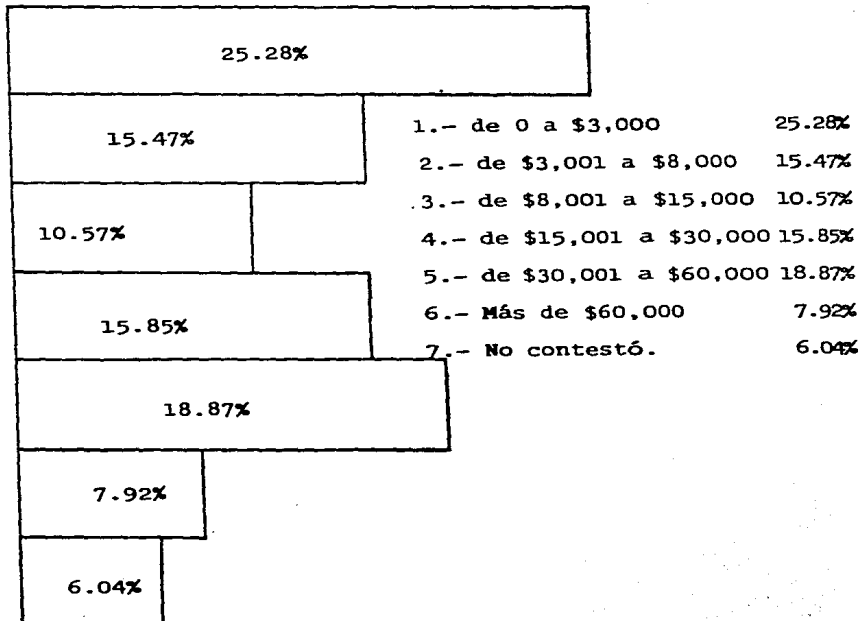 25.28%
15.47%
10.57%
15.85%
18.87%
7.92%
6.04%
1.- de 0 a $3,000 25.28%
2.- de $3,001 a $8,000 15.47%
.3.- de $8,001 a $15,000 10.57%
4.- de $15,001 a $30,000 15.85%
5.- de $30,001 a $60,000 18.87%
6.- Más de $60,000 7.92%
7.- No contestó. 6.04%